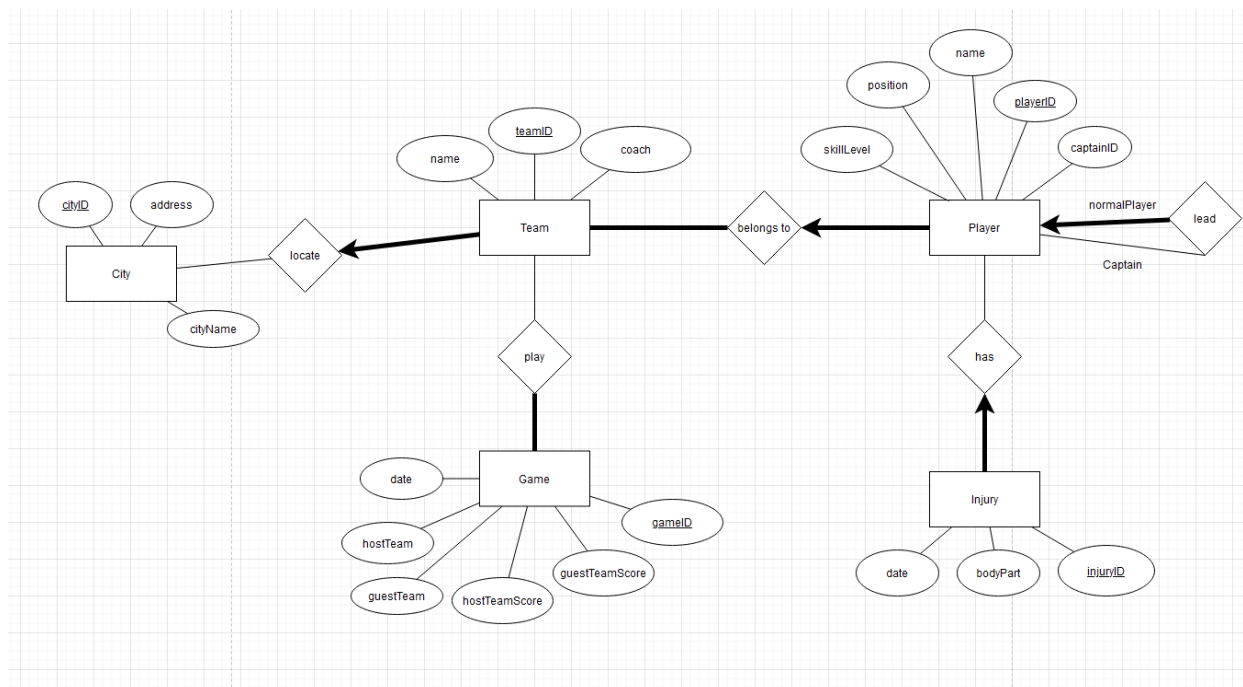 name
position
playerID
teamID
captainID
coach
skillLevel
name
cityID
address
normalPlayer
lead
Team
belongs to
Player
locate
Captain
City
cityName
play
has
date
Game
Injury
gameID
hostTeam
guestTeamScore
date
bodyPart
injuryID
guestTeam
hostTeamScore